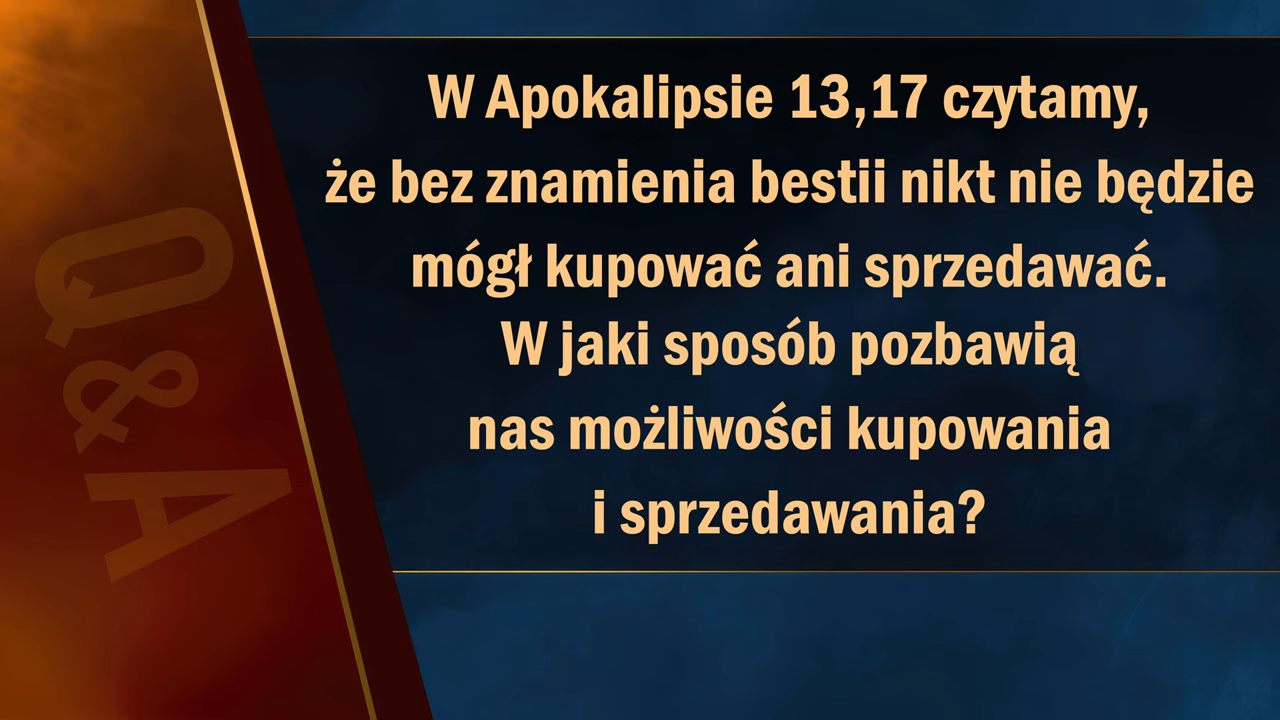 Q&A
W Apokalipsie 13,17 czytamy,
że bez znamienia bestii nikt nie będzie
mógł kupować ani sprzedawać.
W jaki sposób pozbawią
nas możliwości kupowania
i sprzedawania?